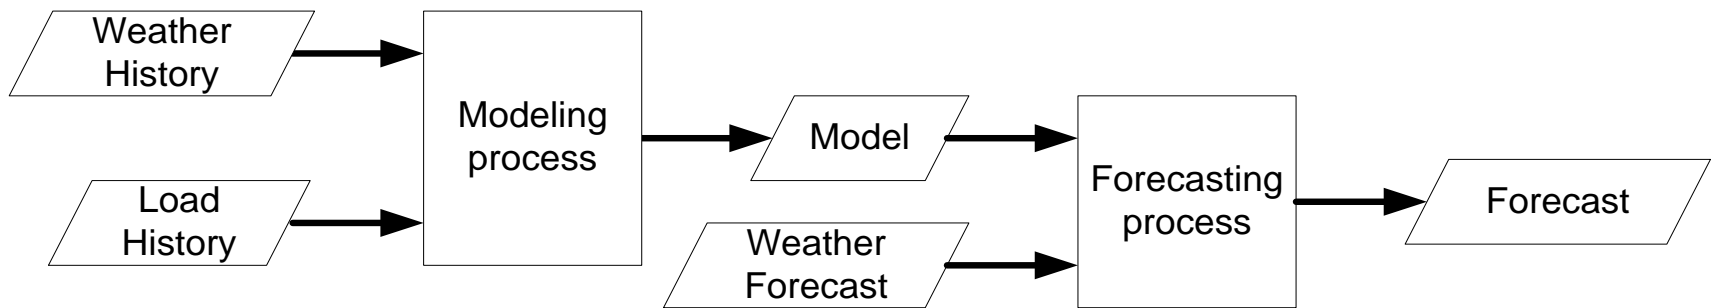 Weather
History
Load
History
Modeling
process
Model
Weather
Forecast
Forecasting
process
Forecast